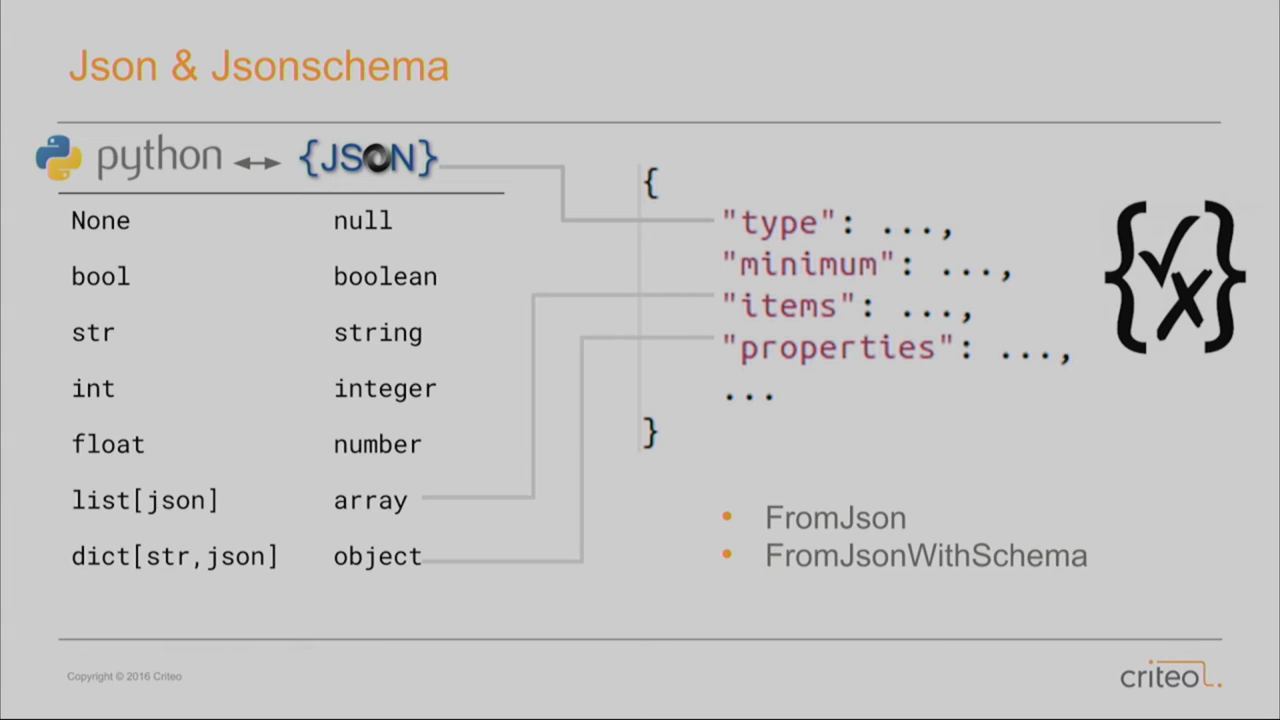 Json & Jsonschema
python {JSON}
None null
bool boolean
str string
int integer
float number
list[json] array
dict[str,json] object
{
"type": ...,
"minimum": ...,
"items": ...,
"properties": ...,
...
}
{ }
• FromJson
• FromJsonWithSchema
Copyright © 2016 Criteo
criteo